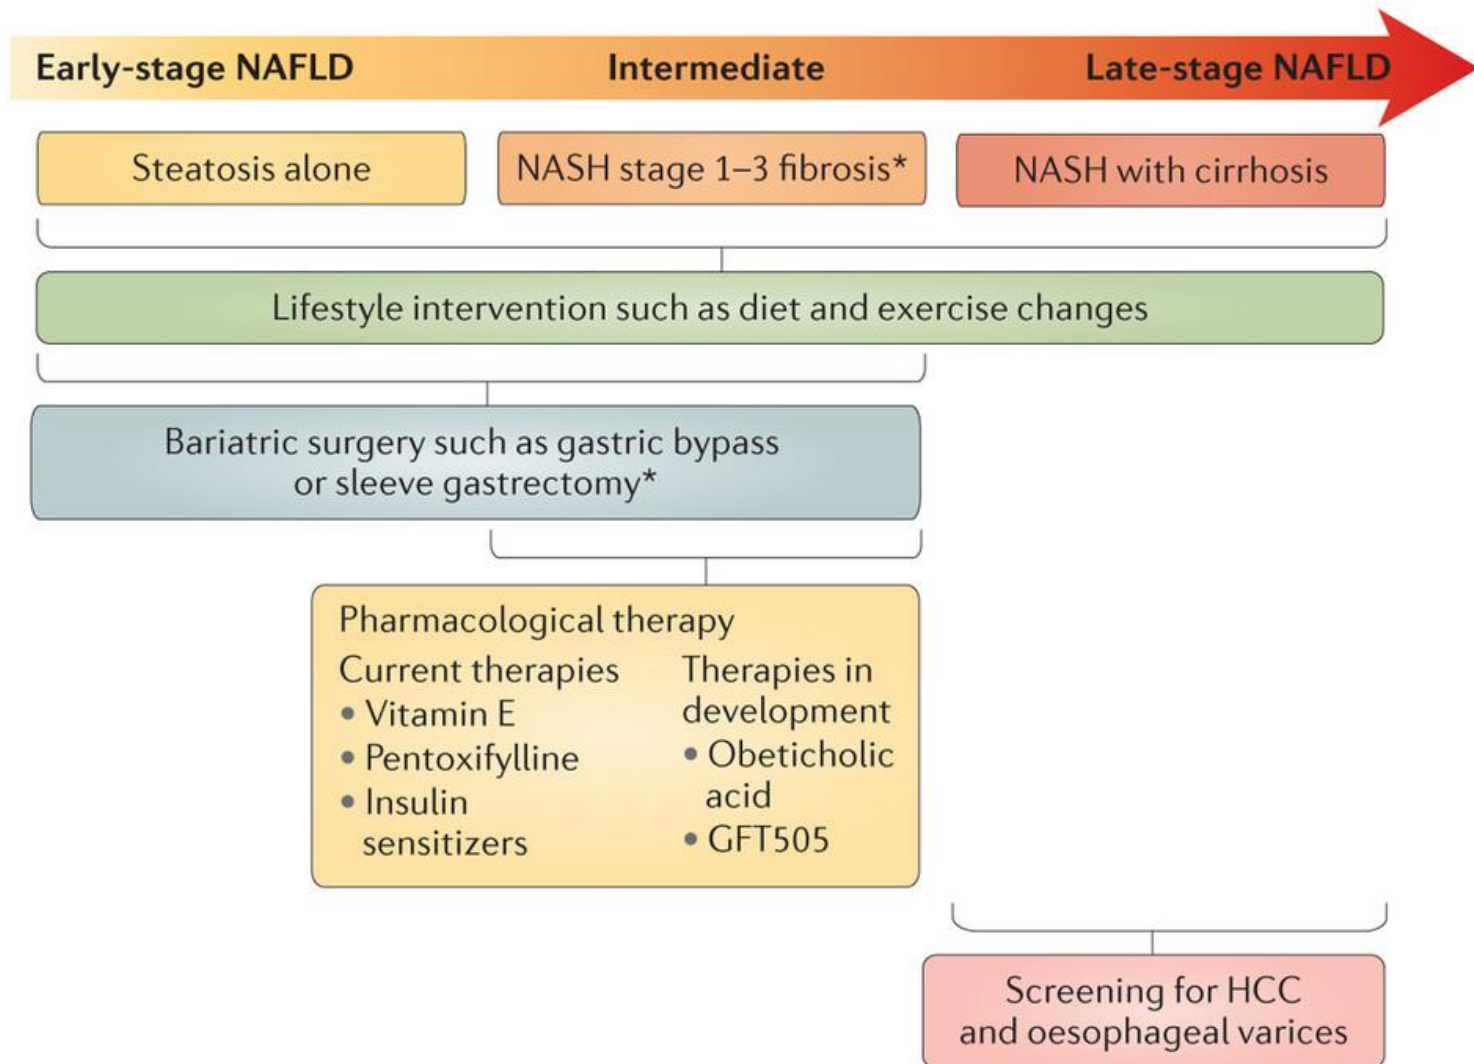 Early-stage NAFLD
Intermediate
Late-stage NAFLD
Steatosis alone
NASH stage 1–3 fibrosis*
NASH with cirrhosis
Lifestyle intervention such as diet and exercise changes
Bariatric surgery such as gastric bypass
or sleeve gastrectomy*
Pharmacological therapy
Current therapies
• Vitamin E
• Pentoxifylline
• Insulin
sensitizers
Therapies in
development
• Obeticholic
acid
• GFT505
Screening for HCC
and oesophageal varices